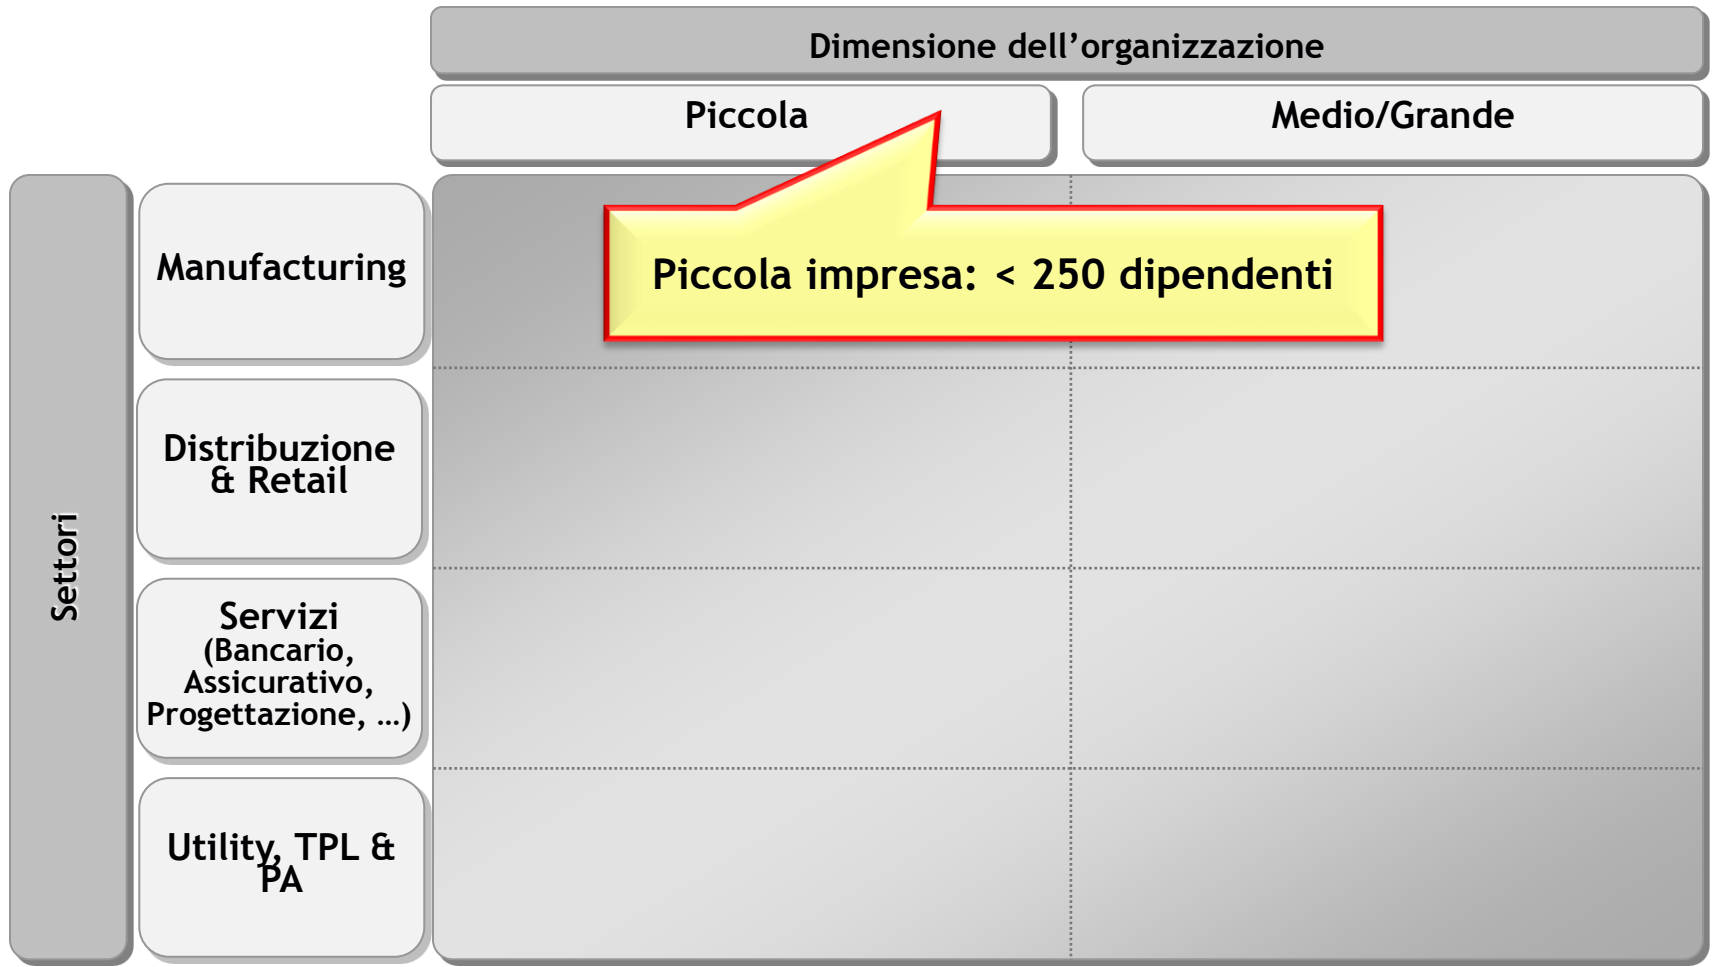 Dimensione dell’organizzazione
Piccola
Medio/Grande
Piccola impresa: < 250 dipendenti
Settori
Manufacturing
Distribuzione
& Retail
Servizi
(Bancario,
Assicurativo,
Progettazione, …)
Utility, TPL &
PA